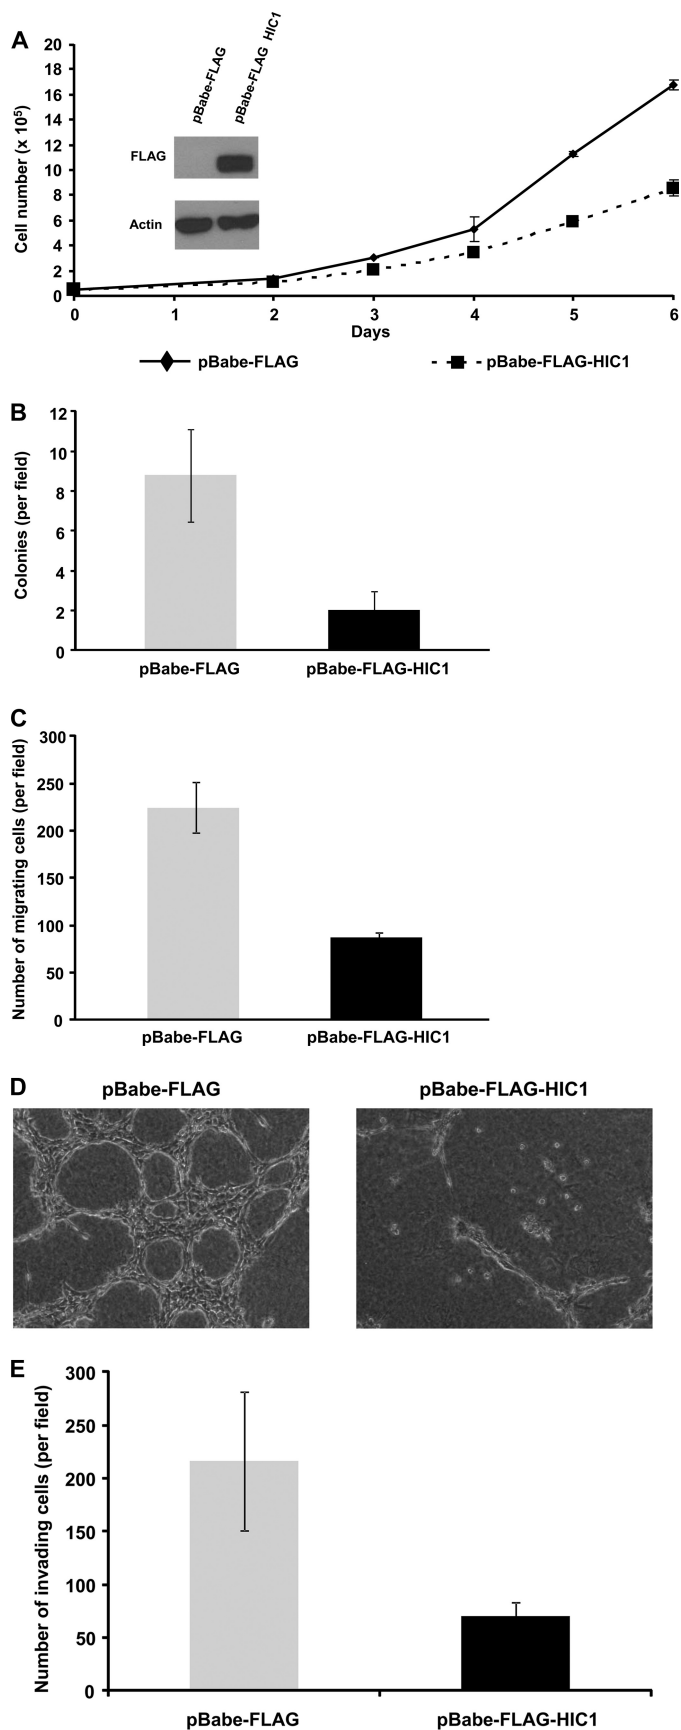 A
pBabe-FLAG
pBabe-FLAG HIC1
FLAG
Actin
Cell number (x 10⁵)
20
18
16
14
12
10
8
6
4
2
0
0 1 2 3 4 5 6
Days
pBabe-FLAG pBabe-FLAG-HIC1
B
Colonies (per field)
12
10
8
6
4
2
0
pBabe-FLAG pBabe-FLAG-HIC1
C
Number of migrating cells (per field)
300
250
200
150
100
50
0
pBabe-FLAG pBabe-FLAG-HIC1
D
pBabe-FLAG pBabe-FLAG-HIC1
E
Number of invading cells (per field)
300
250
200
150
100
50
0
pBabe-FLAG pBabe-FLAG-HIC1